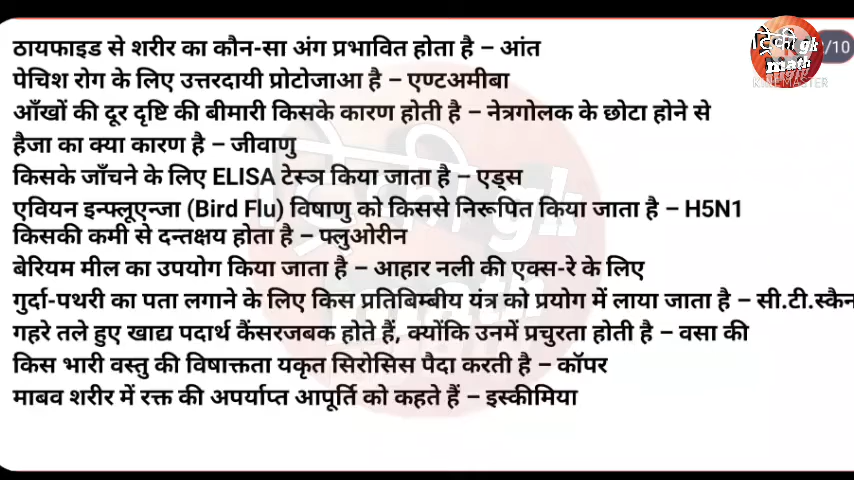 ठायफाइड से शरीर का कौन-सा अंग प्रभावित होता है – आंत
पेचिश रोग के लिए उत्तरदायी प्रोटोजाआ है – एण्टअमीबा
आँखों की दूर दृष्टि की बीमारी किसके कारण होती है – नेत्रगोलक के छोटा होने से
हैजा का क्या कारण है – जीवाणु
किसके जाँचने के लिए ELISA टेस्ञ किया जाता है – एड्स
एवियन इन्फ्लूएन्जा (Bird Flu) विषाणु को किससे निरूपित किया जाता है – H5N1
किसकी कमी से दन्तक्षय होता है – फ्लुओरीन
बेरियम मील का उपयोग किया जाता है – आहार नली की एक्स-रे के लिए
गुर्दा-पथरी का पता लगाने के लिए किस प्रतिबिम्बीय यंत्र को प्रयोग में लाया जाता है – सी.टी.स्कैन
गहरे तले हुए खाद्य पदार्थ कैंसरजबक होते हैं, क्योंकि उनमें प्रचुरता होती है – वसा की
किस भारी वस्तु की विषाक्तता यकृत सिरोसिस पैदा करती है – कॉपर
माबव शरीर में रक्त की अपर्याप्त आपूर्ति को कहते हैं – इस्कीमिया
ट्रिकी gk
math
/10